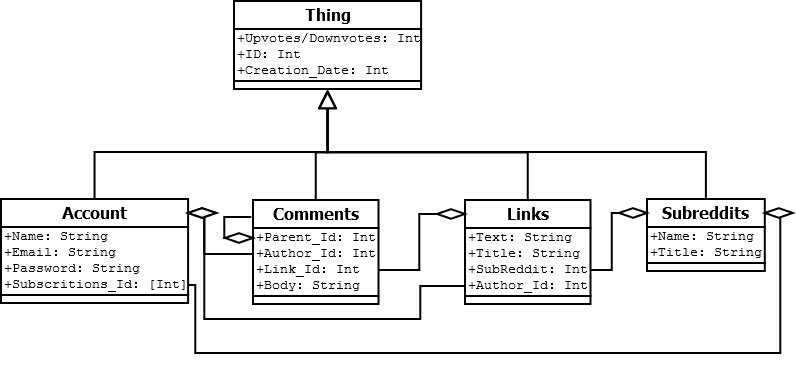 Thing
+Upvotes/Downvotes: Int
+ID: Int
+Creation_Date: Int
Account
+Name: String
+Email: String
+Password: String
+Subscritions_Id: [Int]
Comments
+Parent_Id: Int
+Author_Id: Int
+Link_Id: Int
+Body: String
Links
+Text: String
+Title: String
+SubReddit: Int
+Author_Id: Int
Subreddits
+Name: String
+Title: String